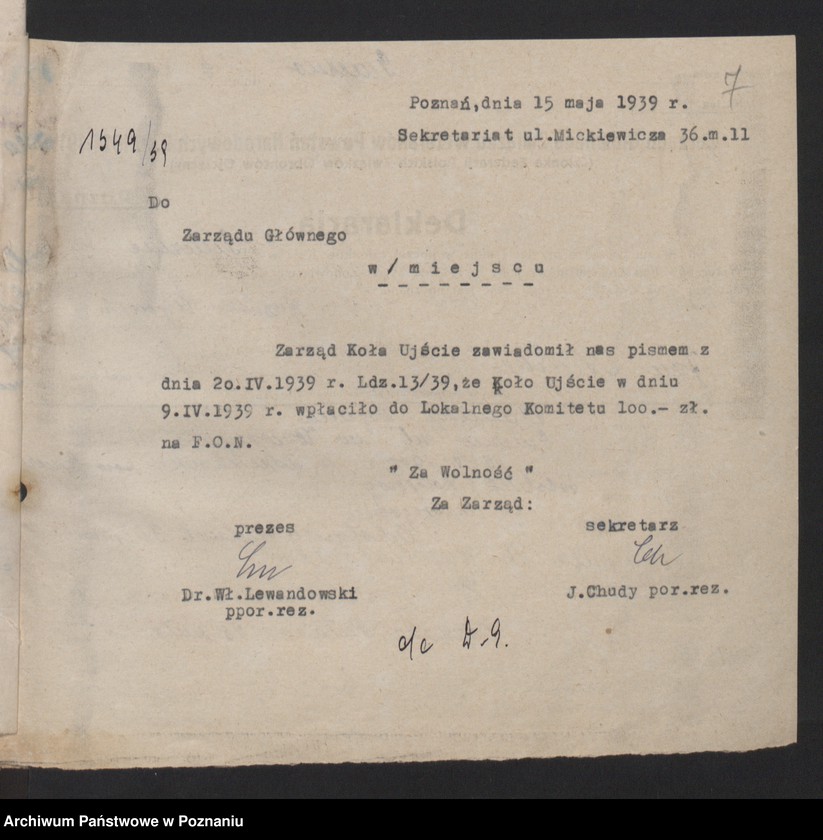 7
Poznań,dnia 15 maja 1939 r.
1549/39
Sekretariat ul.Mickiewicza 36.m.11
Do
Zarządu Głównego
w/miejscu
Zarząd Koła Ujście zawiadomił nas pismem z
dnia 2o.IV.1939 r. Ldz.13/39,że Koło Ujście w dniu
9.IV.1939 r. wpłaciło do Lokalnego Komitetu loo.- zł.
na F.O.N.
" Za Wolność "
Za Zarząd:
prezes sekretarz
Dr.Wł.Lewandowski J.Chudy por.rez.
ppor.rez.
Archiwum Państwowe w Poznaniu